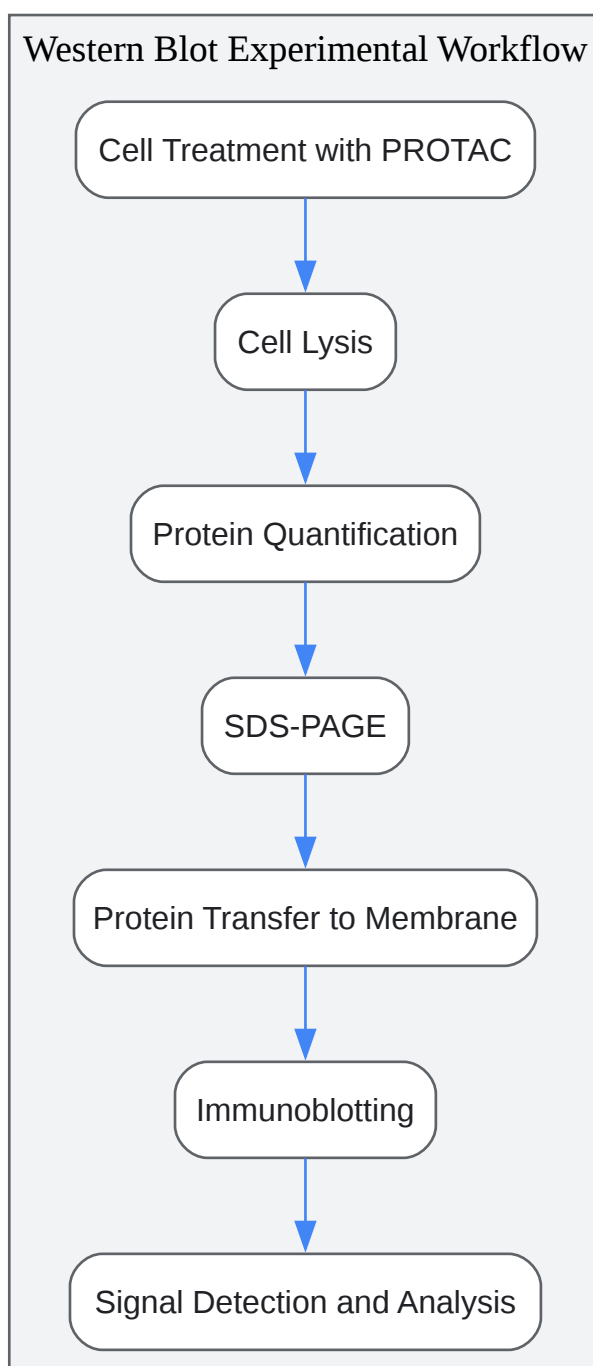 Western Blot Experimental Workflow
Cell Treatment with PROTAC
Cell Lysis
Protein Quantification
SDS-PAGE
Protein Transfer to Membrane
Immunoblotting
Signal Detection and Analysis